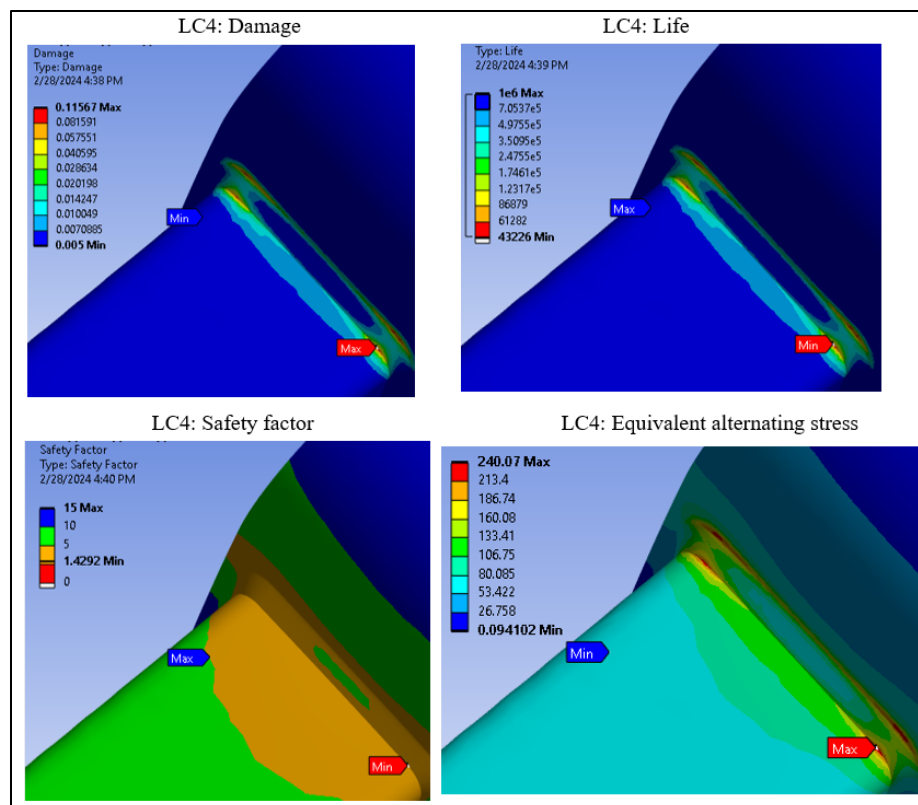 LC4: Damage
LC4: Life
Damage
Type: Damage
2/28/2024 4:38 PM
0.11567 Max
0.081591
0.057551
0.040595
0.028634
0.020198
0.014247
0.010049
0.0070885
0.005 Min
Min
Max
Type: Life
2/28/2024 4:39 PM
1e6 Max
7.0537e5
4.9755e5
3.5095e5
2.4755e5
1.7461e5
1.2317e5
86879
61282
43226 Min
Max
Min
LC4: Safety factor
LC4: Equivalent alternating stress
Safety Factor
Type: Safety Factor
2/28/2024 4:40 PM
15 Max
10
5
1.4292 Min
0
Max
Min
240.07 Max
213.4
186.74
160.08
133.41
106.75
80.085
53.422
26.758
0.094102 Min
Min
Max